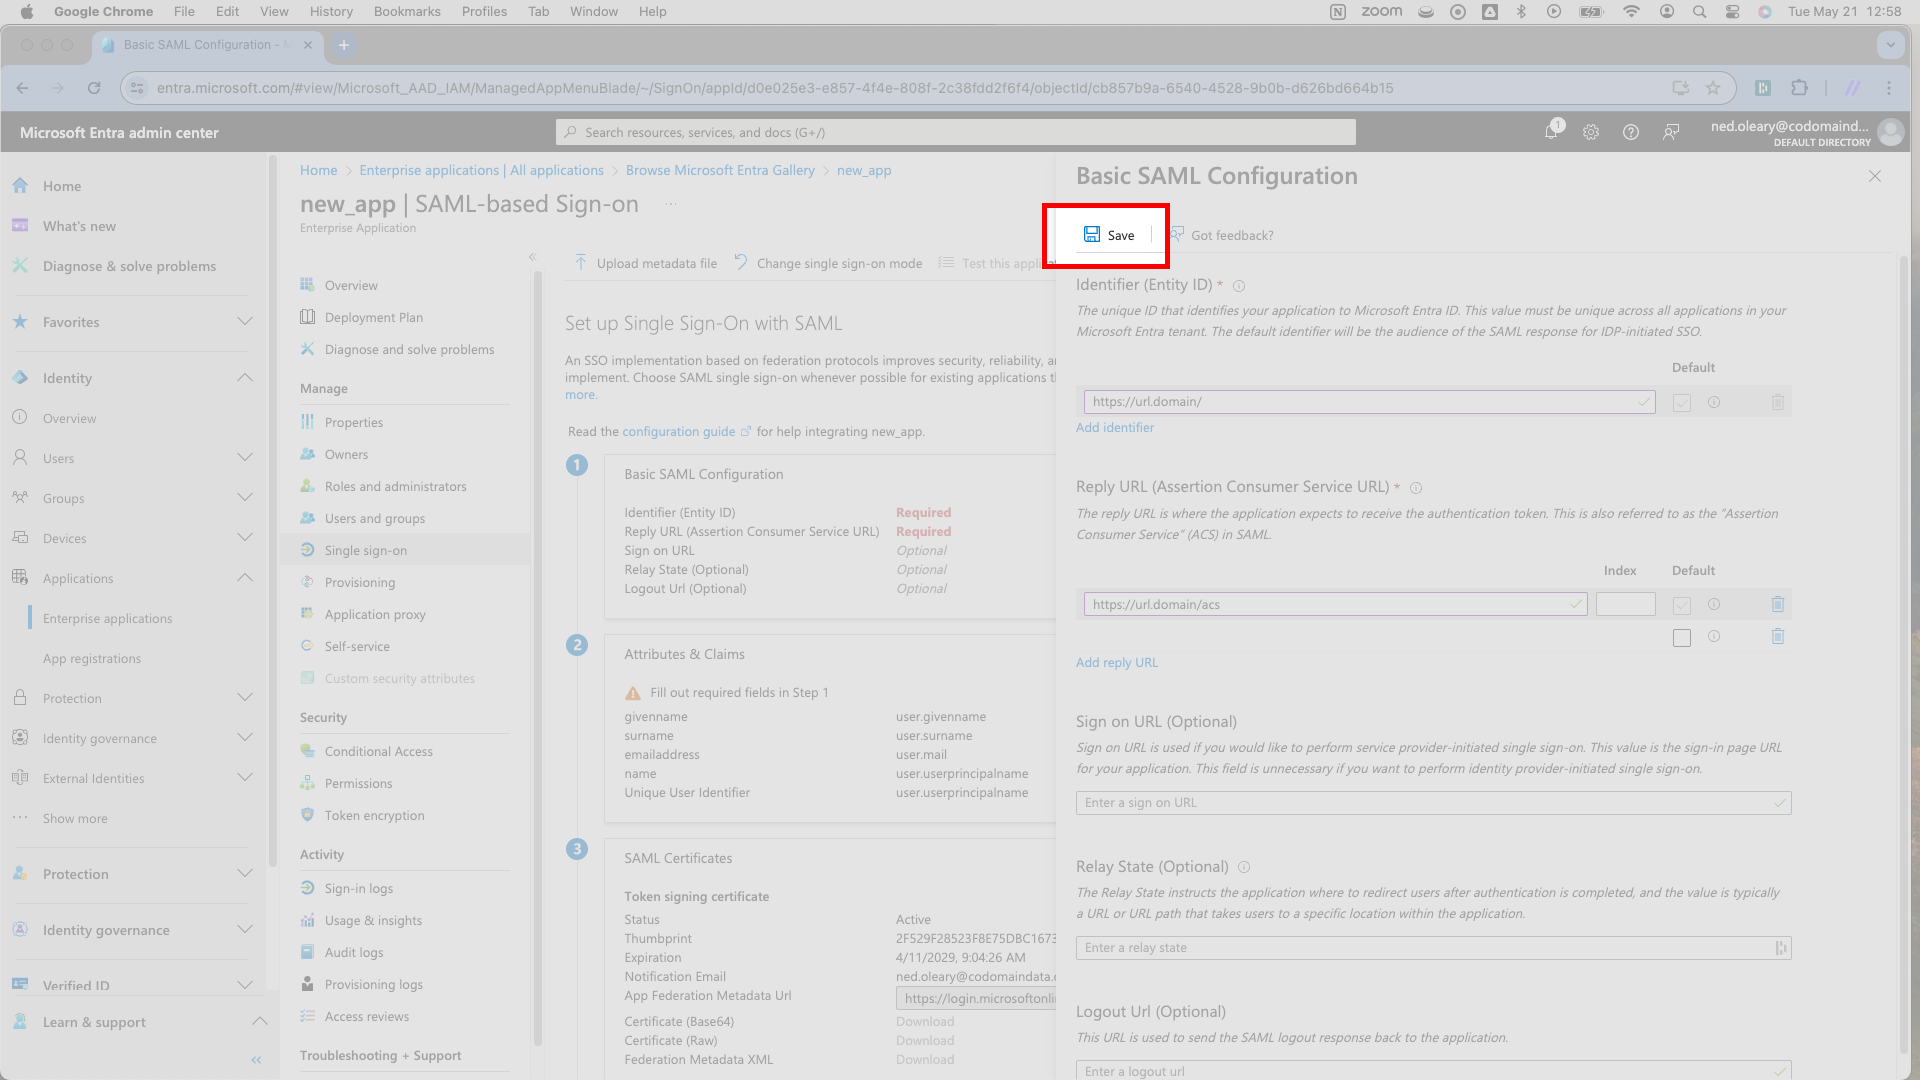 Google Chrome File Edit View History Bookmarks Profiles Tab Window Help zoom Tue May 21 12:58
Basic SAML Configuration -
entra.microsoft.com/#view/Microsoft_AAD_IAM/ManagedAppMenuBlade/~/SignOn/appId/d0e025e3-e857-4f4e-808f-2c38fdd2f6f4/objectId/cb857b9a-6540-4528-9b0b-d626bd664b15
Microsoft Entra admin center
Search resources, services, and docs (G+/)
1
ned.oleary@codomaind...
DEFAULT DIRECTORY
Home
What's new
Diagnose & solve problems
Favorites
Identity
Overview
Users
Groups
Devices
Applications
Enterprise applications
App registrations
Protection
Identity governance
External Identities
Show more
Protection
Identity governance
Verified ID
Learn & support
Home > Enterprise applications | All applications > Browse Microsoft Entra Gallery > new_app
new_app | SAML-based Sign-on ...
Enterprise Application
Overview
Deployment Plan
Diagnose and solve problems
Manage
Properties
Owners
Roles and administrators
Users and groups
Single sign-on
Provisioning
Application proxy
Self-service
Custom security attributes
Security
Conditional Access
Permissions
Token encryption
Activity
Sign-in logs
Usage & insights
Audit logs
Provisioning logs
Access reviews
Troubleshooting + Support
Upload metadata file Change single sign-on mode Test this
Set up Single Sign-On with SAML
An SSO implementation based on federation protocols improves security, reliability,
implement. Choose SAML single sign-on whenever possible for existing applications
more.
Read the configuration guide for help integrating new_app.
1
Basic SAML Configuration
Identifier (Entity ID) Required
Reply URL (Assertion Consumer Service URL) Required
Sign on URL Optional
Relay State (Optional) Optional
Logout Url (Optional) Optional
2
Attributes & Claims
Fill out required fields in Step 1
givenname user.givenname
surname user.surname
emailaddress user.mail
name user.userprincipalname
Unique User Identifier user.userprincipalname
3
SAML Certificates
Token signing certificate
Status Active
Thumbprint 2F529F28523F8E75DBC1673
Expiration 4/11/2029, 9:04:26 AM
Notification Email ned.oleary@codomaindata.
App Federation Metadata Url https://login.microsoftonli
Certificate (Base64) Download
Certificate (Raw) Download
Federation Metadata XML Download
Basic SAML Configuration
Save Got feedback?
Identifier (Entity ID) *
The unique ID that identifies your application to Microsoft Entra ID. This value must be unique across all applications in your
Microsoft Entra tenant. The default identifier will be the audience of the SAML response for IDP-initiated SSO.
Default
https://url.domain/
Add identifier
Reply URL (Assertion Consumer Service URL) *
The reply URL is where the application expects to receive the authentication token. This is also referred to as the "Assertion
Consumer Service" (ACS) in SAML.
Index Default
https://url.domain/acs
Add reply URL
Sign on URL (Optional)
Sign on URL is used if you would like to perform service provider-initiated single sign-on. This value is the sign-in page URL
for your application. This field is unnecessary if you want to perform identity provider-initiated single sign-on.
Enter a sign on URL
Relay State (Optional)
The Relay State instructs the application where to redirect users after authentication is completed, and the value is typically
a URL or URL path that takes users to a specific location within the application.
Enter a relay state
Logout Url (Optional)
This URL is used to send the SAML logout response back to the application.
Enter a logout url